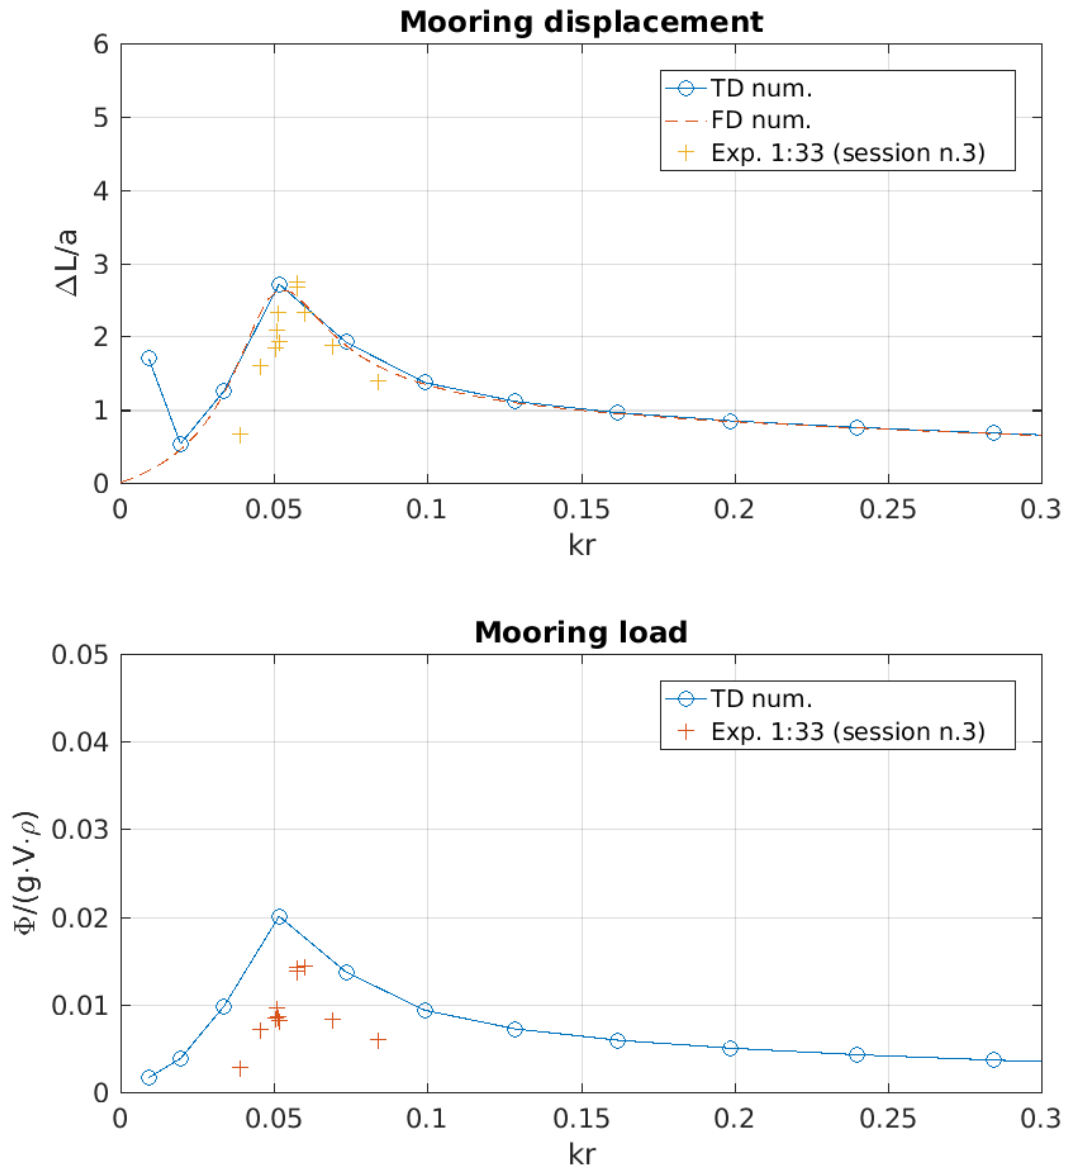 Mooring displacement
6
5
4
3
2
1
0
ΔL/a
TD num.
FD num.
Exp. 1:33 (session n.3)
0 0.05 0.1 0.15 0.2 0.25 0.3
kr
Mooring load
0.05
0.04
0.03
0.02
0.01
0
Φ/(g·V·ρ)
TD num.
Exp. 1:33 (session n.3)
0 0.05 0.1 0.15 0.2 0.25 0.3
kr